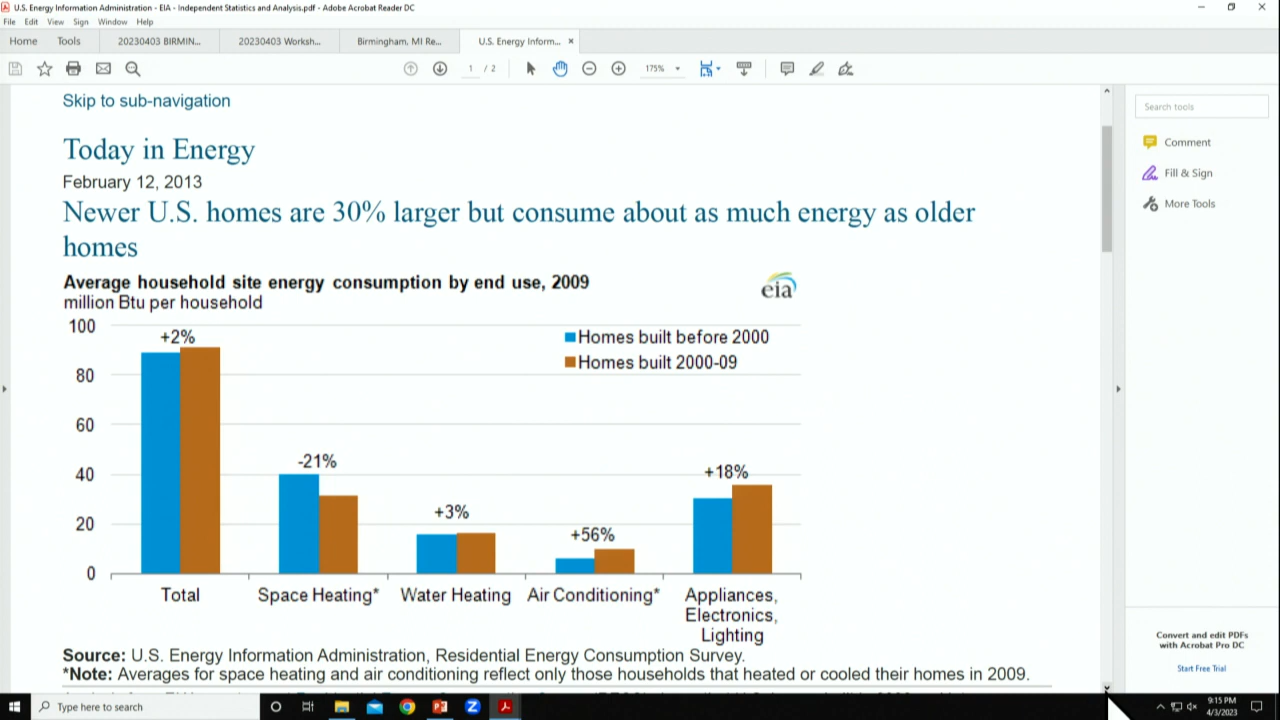 U.S. Energy Information Administration - EIA - Independent Statistics and Analysis.pdf - Adobe Acrobat Reader DC
File Edit View Sign Window Help
Home Tools 20230403 BIRMIN... 20230403 Worksh... Birmingham, MI Re... U.S. Energy Inform... ×
1 / 2 175%
Skip to sub-navigation
Today in Energy
February 12, 2013
Newer U.S. homes are 30% larger but consume about as much energy as older
homes
Average household site energy consumption by end use, 2009
million Btu per household
eia
100
80
60
40
20
0
Homes built before 2000
Homes built 2000-09
+2%
-21%
+3%
+56%
+18%
Total
Space Heating*
Water Heating
Air Conditioning*
Appliances,
Electronics,
Lighting
Source: U.S. Energy Information Administration, Residential Energy Consumption Survey.
*Note: Averages for space heating and air conditioning reflect only those households that heated or cooled their homes in 2009.
Search tools
Comment
Fill & Sign
More Tools
Convert and edit PDFs
with Acrobat Pro DC
Start Free Trial
Type here to search
9:15 PM
4/3/2023